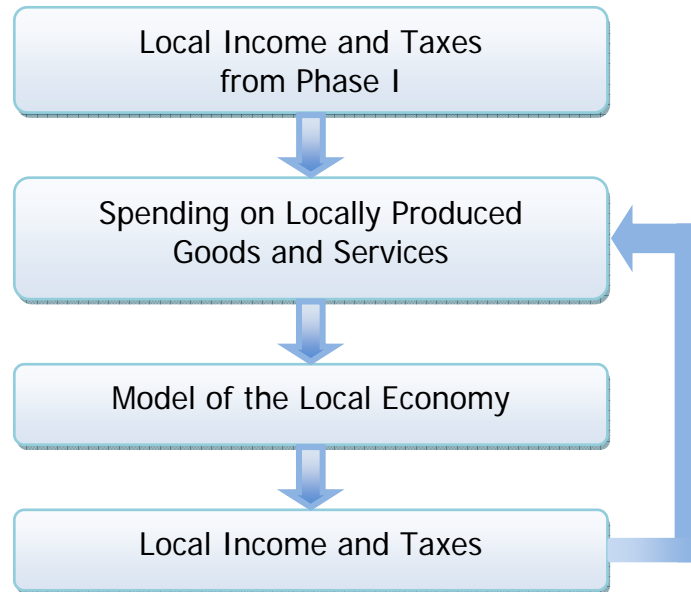 Local Income and Taxes
from Phase I
Spending on Locally Produced
Goods and Services
Model of the Local Economy
Local Income and Taxes